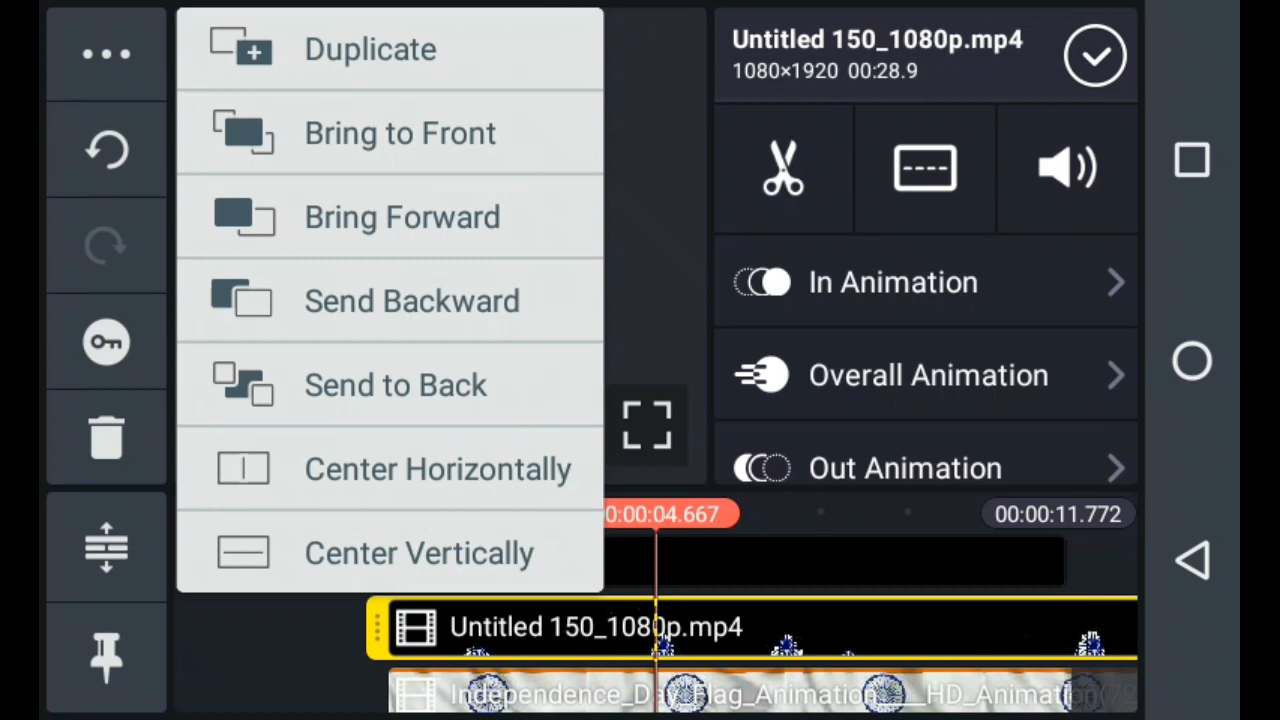 Duplicate
Bring to Front
Bring Forward
Send Backward
Send to Back
Center Horizontally
Center Vertically
Untitled 150_1080p.mp4
1080×1920 00:28.9
In Animation
Overall Animation
Out Animation
0:00:04.667
00:00:11.772
Untitled 150_1080p.mp4
Independence_Day_Flag_Animation___HD_Animation(72